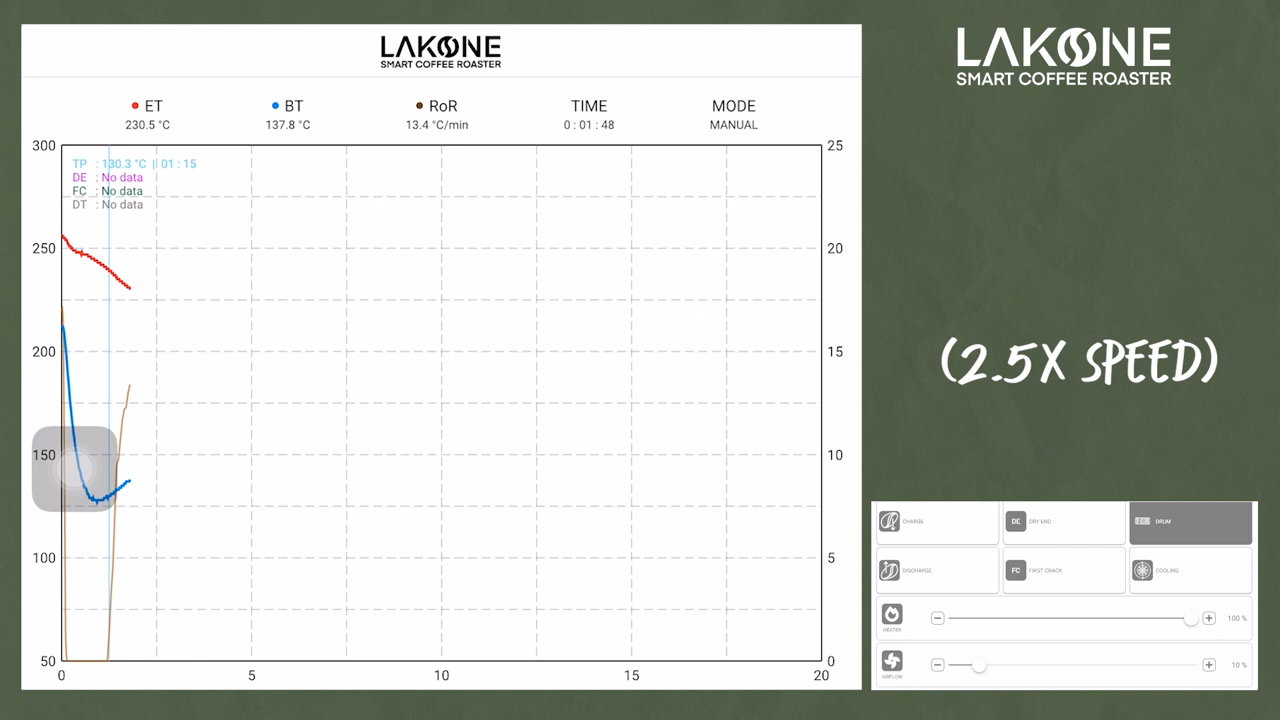 LAKONE
SMART COFFEE ROASTER
LAKONE
SMART COFFEE ROASTER
ET
230.5 °C
BT
137.8 °C
RoR
13.4 °C/min
TIME
0 : 01 : 48
MODE
MANUAL
300
25
TP : 130.3 °C || 01 : 15
DE : No data
FC : No data
DT : No data
250
20
200
15
150
10
100
5
50
0
0
5
10
15
20
(2.5X SPEED)
CHARGE
DE DRY END
DRUM
DISCHARGE
FC FIRST CRACK
COOLING
HEATER
100 %
AIRFLOW
10 %